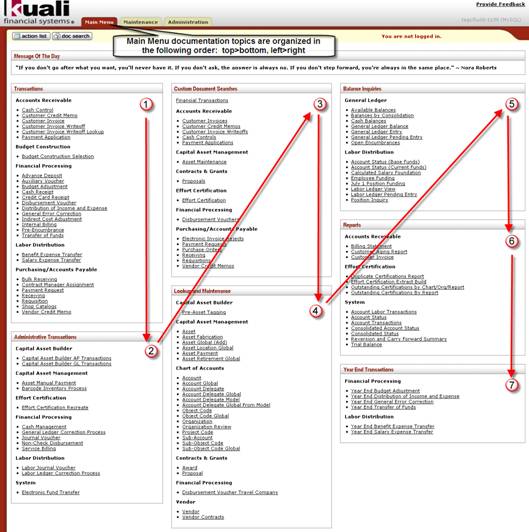 Kuali
financial systems
Provide Feedback
Main Menu
Maintenance
Administration
action list
doc search
You are not logged in.
Main Menu documentation topics are organized in
the following order: top>bottom, left>right
Message Of The Day
"If you don't go after what you want, you'll never have it. If you don't ask, the answer is always no. If you don't step forward, you're always in the same place." ~ Nora Roberts
Transactions
1
Accounts Receivable
Cash Control
Customer Credit Memo
Customer Invoice
Customer Invoice Writeoff
Customer Invoice Writeoff Lookup
Payment Application
Budget Construction
Budget Construction Selection
Financial Processing
Advance Deposit
Auxiliary Voucher
Budget Adjustment
Cash Receipt
Credit Card Receipt
Disbursement Voucher
Distribution of Income and Expense
General Error Correction
Indirect Cost Adjustment
Internal Billing
Pre-Encumbrance
Transfer of Funds
Labor Distribution
Benefit Expense Transfer
Salary Expense Transfer
Purchasing/Accounts Payable
Bulk Receiving
Contract Manager Assignment
Payment Request
Receiving
Requisition
Shop Catalogs
Vendor Credit Memo
Administrative Transactions
2
Capital Asset Builder
Capital Asset Builder AP Transactions
Capital Asset Builder GL Transactions
Capital Asset Management
Asset Manual Payment
Barcode Inventory Process
Effort Certification
Effort Certification Recreate
Financial Processing
Cash Management
General Ledger Correction Process
Journal Voucher
Non-Check Disbursement
Service Billing
Labor Distribution
Labor Journal Voucher
Labor Ledger Correction Process
System
Electronic Fund Transfer
Custom Document Searches
3
Financial Transactions
Accounts Receivable
Customer Invoices
Customer Credit Memos
Customer Invoice Writeoffs
Cash Controls
Payment Applications
Capital Asset Management
Asset Maintenance
Contracts & Grants
Proposals
Effort Certification
Effort Certification
Financial Processing
Disbursement Vouchers
Purchasing/Accounts Payable
Electronic Invoice Rejects
Payment Requests
Purchase Orders
Receiving
Requisitions
Vendor Credit Memos
Lookup and Maintenance
4
Capital Asset Builder
Pre-Asset Tagging
Capital Asset Management
Asset
Asset Fabrication
Asset Global (Add)
Asset Location Global
Asset Payment
Asset Retirement Global
Chart of Accounts
Account
Account Global
Account Delegate
Account Delegate Global
Account Delegate Model
Account Delegate Global From Model
Object Code
Object Code Global
Organization
Organization Review
Project Code
Sub-Account
Sub-Object Code
Sub-Object Code Global
Contracts & Grants
Award
Proposal
Financial Processing
Disbursement Voucher Travel Company
Vendor
Vendor
Vendor Contracts
Balance Inquiries
5
General Ledger
Available Balances
Balances by Consolidation
Cash Balances
General Ledger Balance
General Ledger Entry
General Ledger Pending Entry
Open Encumbrances
Labor Distribution
Account Status (Base Funds)
Account Status (Current Funds)
Calculated Salary Foundation
Employee Funding
July 1 Position Funding
Labor Ledger View
Labor Ledger Pending Entry
Position Inquiry
6
Reports
Accounts Receivable
Billing Statement
Customer Aging Report
Customer Invoice
Effort Certification
Duplicate Certifications Report
Effort Certification Extract Build
Outstanding Certifications by Chart/Org/Report
Outstanding Certifications By Report
System
Account Labor Transactions
Account Status
Account Transactions
Consolidated Account Status
Consolidated Status
Reversion and Carry Forward Summary
Trial Balance
Year End Transactions
7
Financial Processing
Year End Budget Adjustment
Year End Distribution of Income and Expense
Year End General Error Correction
Year End Transfer of Funds
Labor Distribution
Year End Benefit Expense Transfer
Year End Salary Expense Transfer